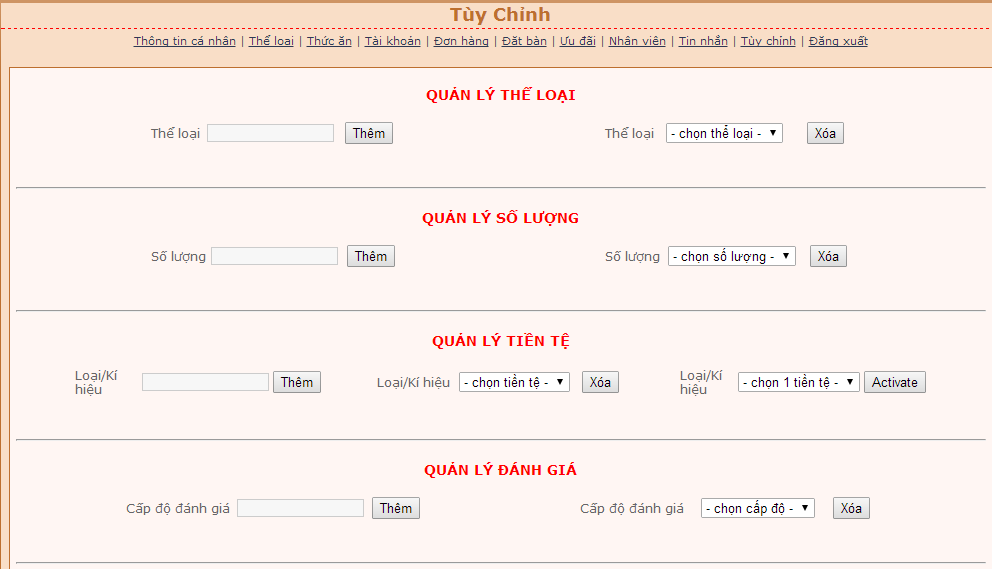 Tùy Chỉnh
Thông tin cá nhân | Thể loại | Thức ăn | Tài khoản | Đơn hàng | Đăt bàn | Ưu đãi | Nhân viên | Tin nhắn | Tùy chỉnh | Đăng xuất
QUẢN LÝ THỂ LOẠI
Thể loại Thêm Thể loại - chọn thể loại - Xóa
QUẢN LÝ SỐ LƯỢNG
Số lượng Thêm Số lượng - chọn số lượng - Xóa
QUẢN LÝ TIỀN TỆ
Loại/Kí hiệu Thêm Loại/Kí hiệu - chọn tiền tệ - Xóa Loại/Kí hiệu - chọn 1 tiền tệ - Activate
QUẢN LÝ ĐÁNH GIÁ
Cấp độ đánh giá Thêm Cấp độ đánh giá - chọn cấp độ - Xóa